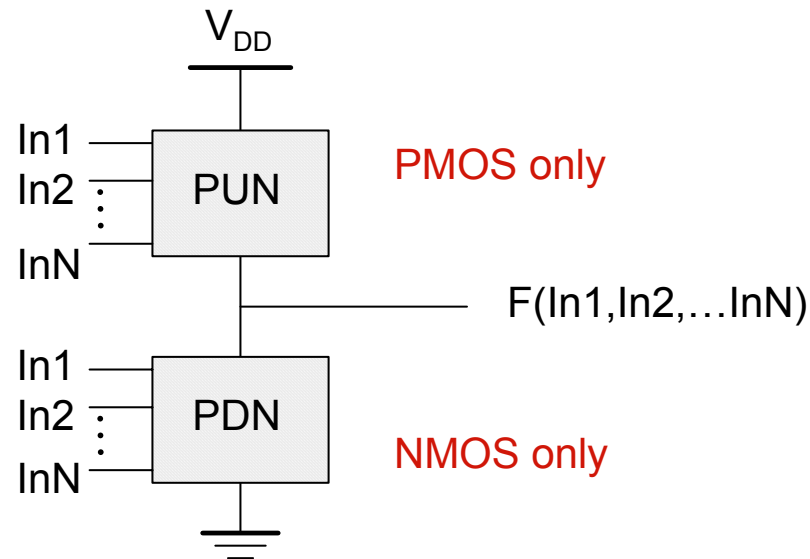 VDD
In1
In2
InN
PUN
PMOS only
F(In1,In2,…InN)
In1
In2
InN
PDN
NMOS only